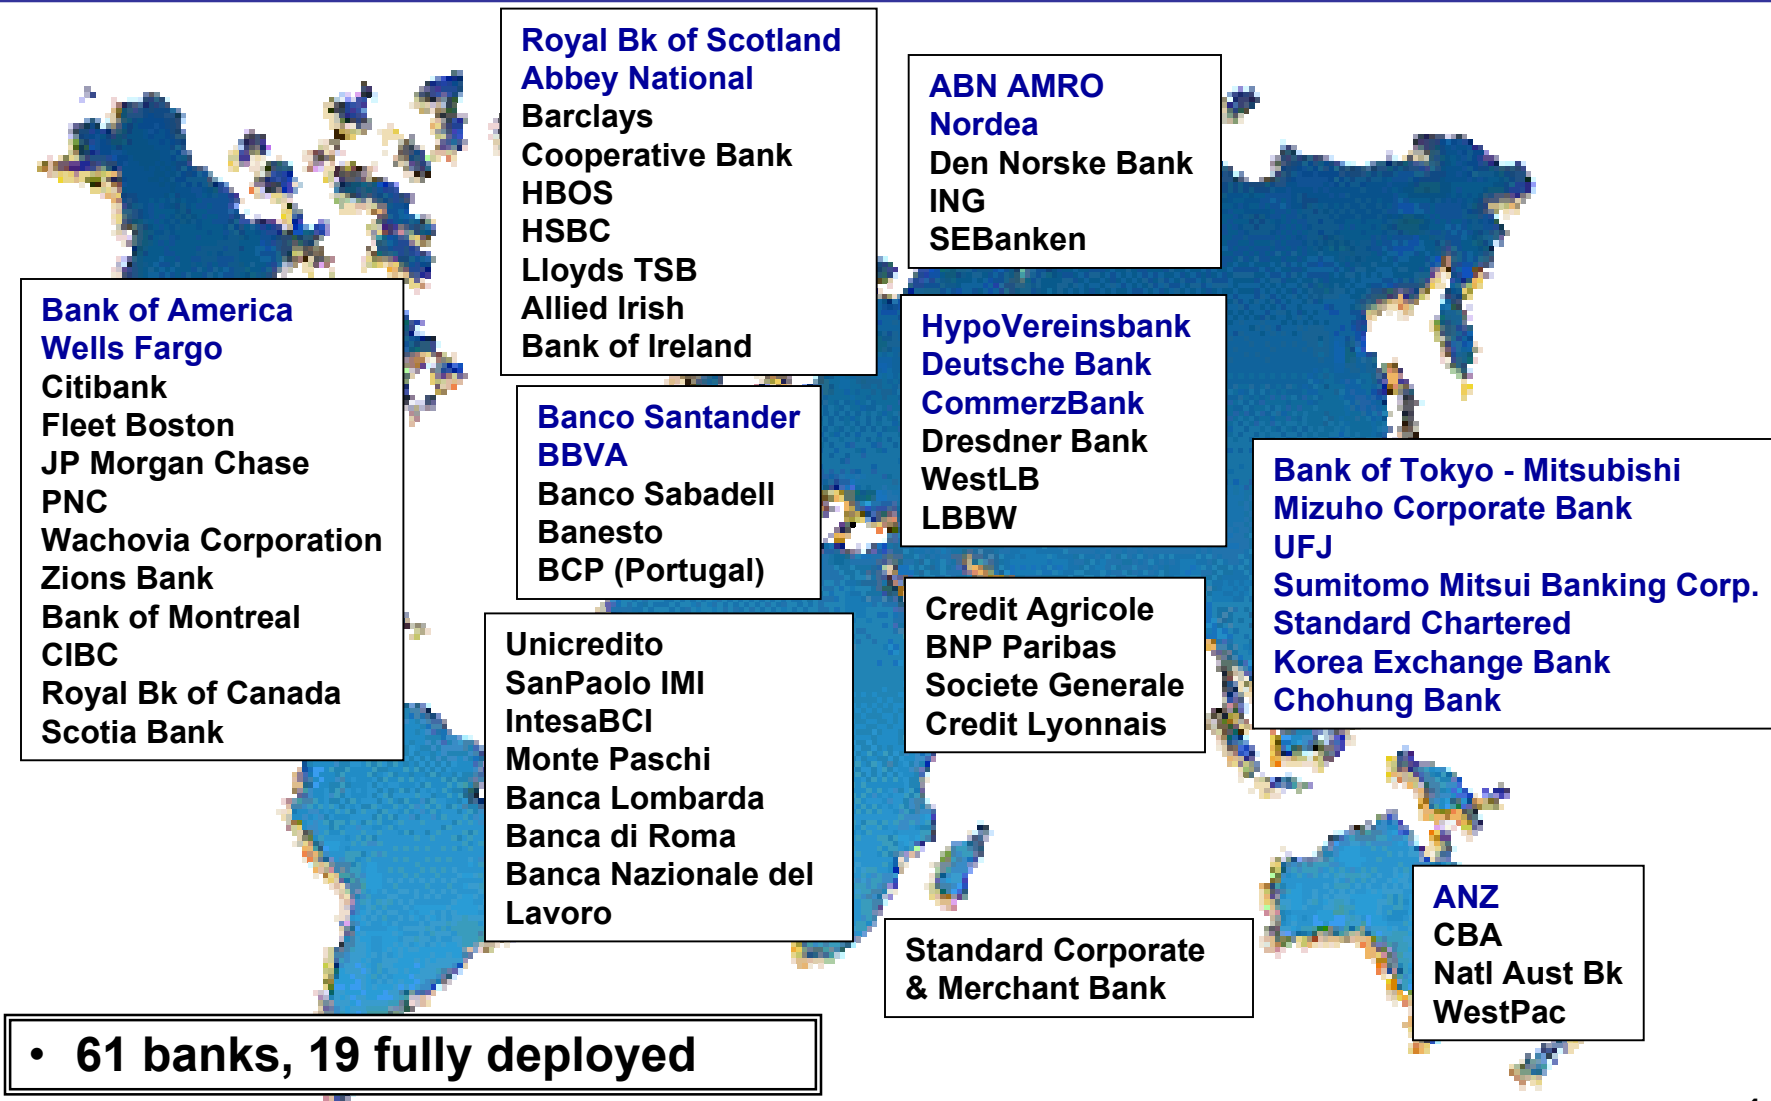 Royal Bk of Scotland
Abbey National
Barclays
Cooperative Bank
HBOS
HSBC
Lloyds TSB
Allied Irish
Bank of Ireland
ABN AMRO
Nordea
Den Norske Bank
ING
SEBanken
Bank of America
Wells Fargo
Citibank
Fleet Boston
JP Morgan Chase
PNC
Wachovia Corporation
Zions Bank
Bank of Montreal
CIBC
Royal Bk of Canada
Scotia Bank
Banco Santander
BBVA
Banco Sabadell
Banesto
BCP (Portugal)
HypoVereinsbank
Deutsche Bank
CommerzBank
Dresdner Bank
WestLB
LBBW
Bank of Tokyo - Mitsubishi
Mizuho Corporate Bank
UFJ
Sumitomo Mitsui Banking Corp.
Standard Chartered
Korea Exchange Bank
Chohung Bank
Unicredito
SanPaolo IMI
IntesaBCI
Monte Paschi
Banca Lombarda
Banca di Roma
Banca Nazionale del
Lavoro
Credit Agricole
BNP Paribas
Societe Generale
Credit Lyonnais
Standard Corporate
& Merchant Bank
ANZ
CBA
Natl Aust Bk
WestPac
• 61 banks, 19 fully deployed